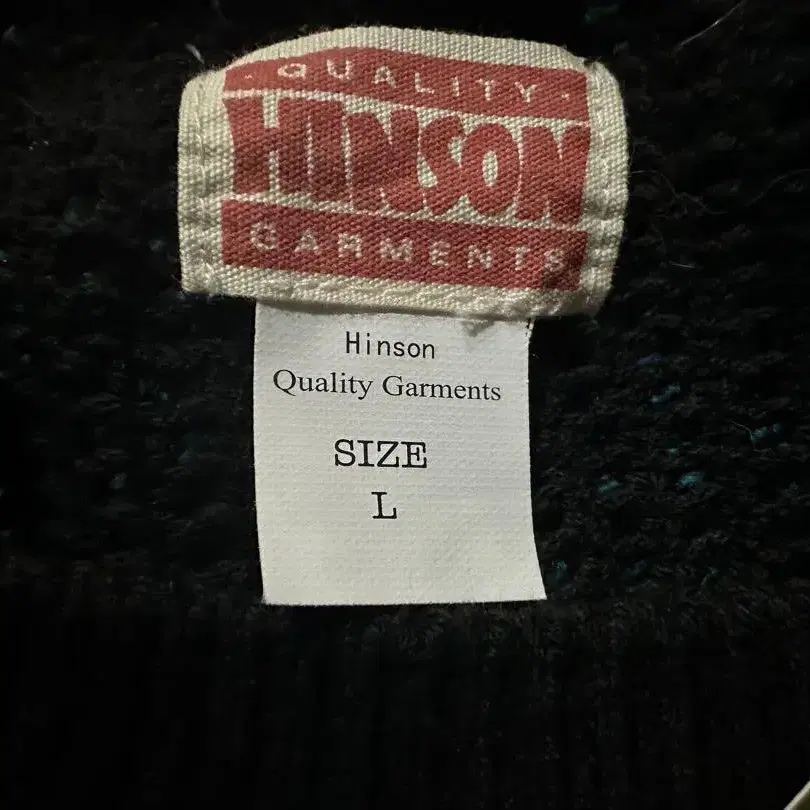 · QUALITY ·
HINSON
GARMENTS
Hinson
Quality Garments
SIZE
L